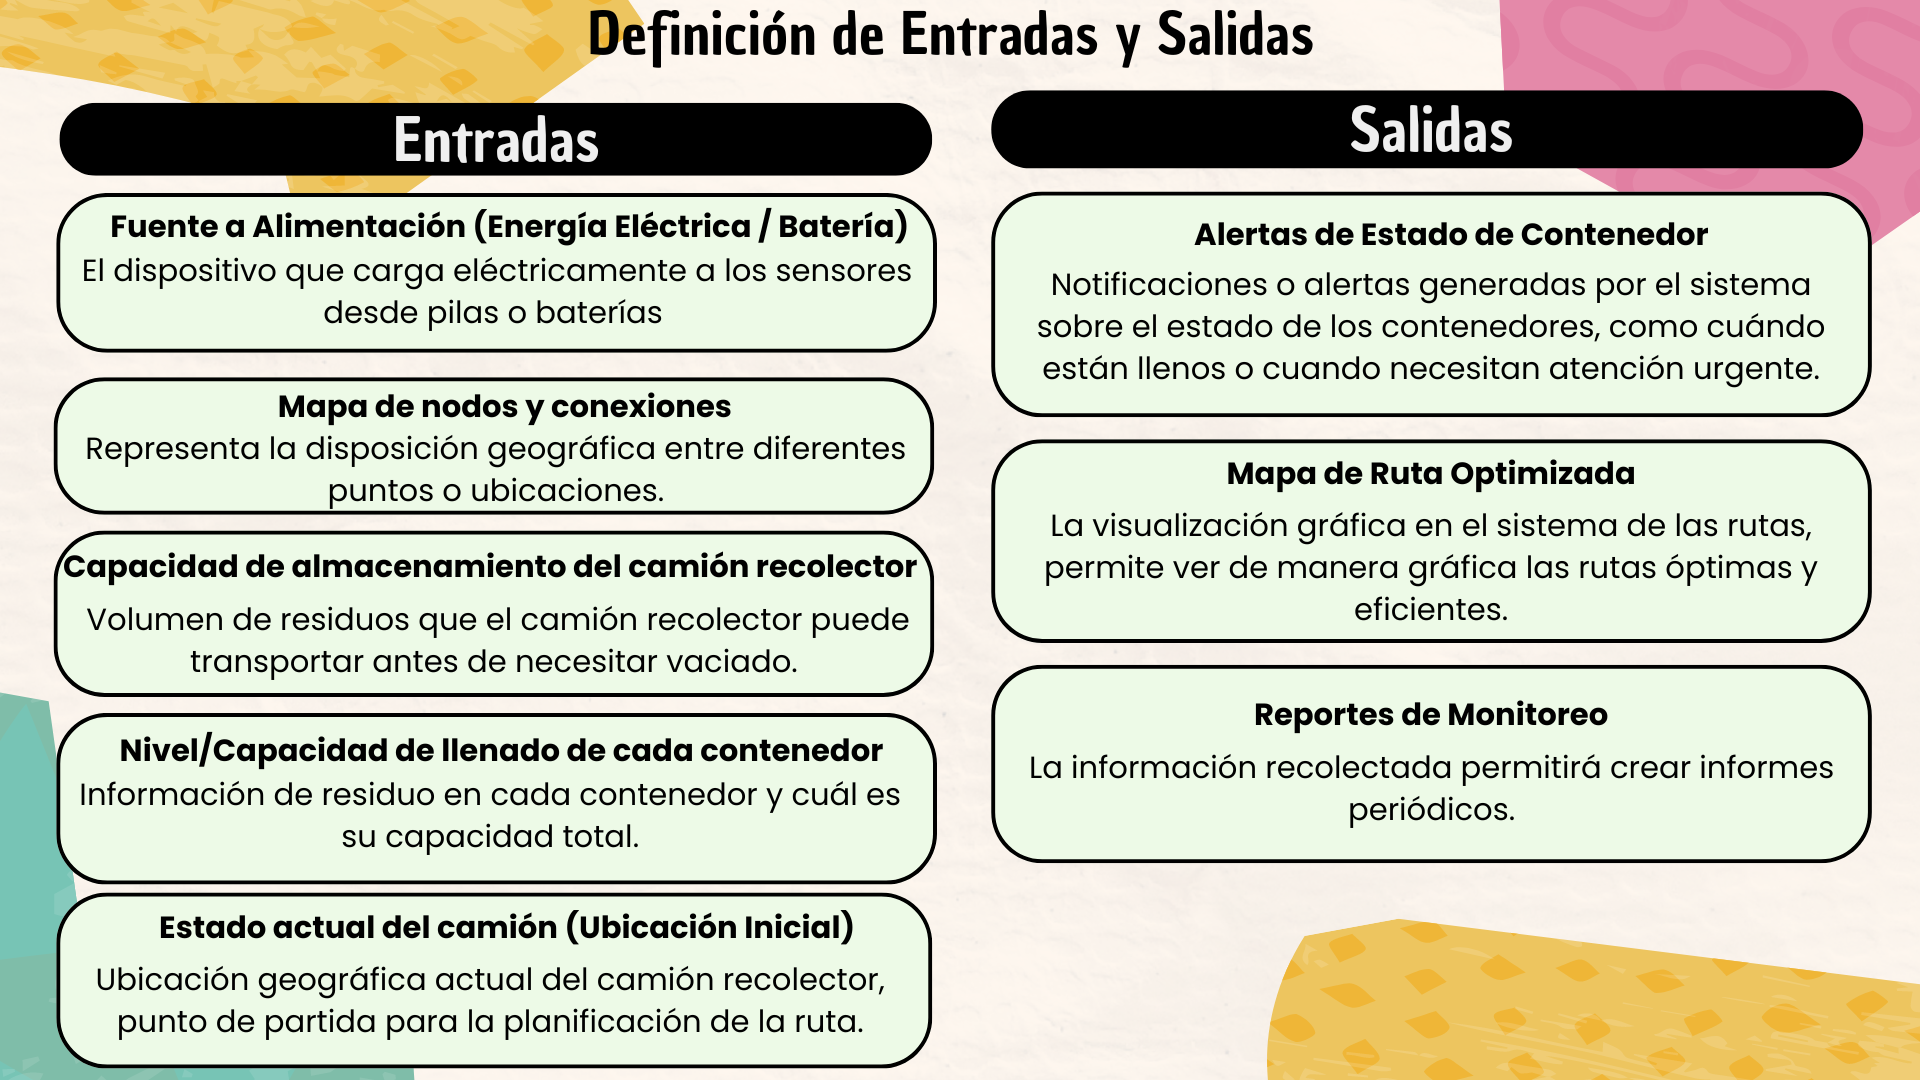 Definición de Entradas y Salidas
Entradas
Fuente a Alimentación (Energía Eléctrica / Batería)
El dispositivo que carga eléctricamente a los sensores
desde pilas o baterías
Mapa de nodos y conexiones
Representa la disposición geográfica entre diferentes
puntos o ubicaciones.
Capacidad de almacenamiento del camión recolector
Volumen de residuos que el camión recolector puede
transportar antes de necesitar vaciado.
Nivel/Capacidad de llenado de cada contenedor
Información de residuo en cada contenedor y cuál es
su capacidad total.
Estado actual del camión (Ubicación Inicial)
Ubicación geográfica actual del camión recolector,
punto de partida para la planificación de la ruta.
Salidas
Alertas de Estado de Contenedor
Notificaciones o alertas generadas por el sistema
sobre el estado de los contenedores, como cuándo
están llenos o cuando necesitan atención urgente.
Mapa de Ruta Optimizada
La visualización gráfica en el sistema de las rutas,
permite ver de manera gráfica las rutas óptimas y
eficientes.
Reportes de Monitoreo
La información recolectada permitirá crear informes
periódicos.